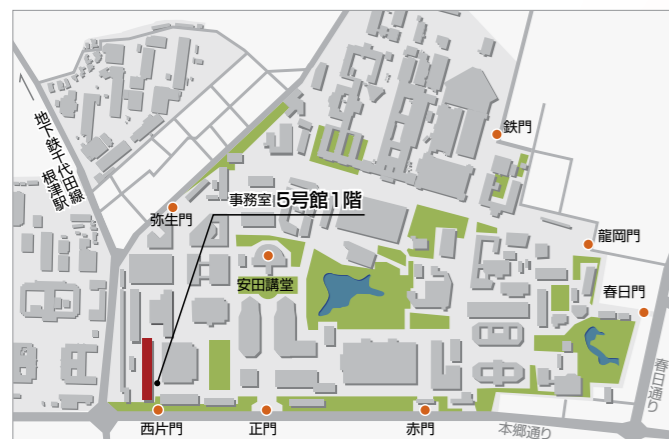 鉄門
地下鉄千代田線
根津駅
弥生門
事務室 5号館1階
龍岡門
安田講堂
春日門
春日通り
西片門
正門
赤門
本郷通り